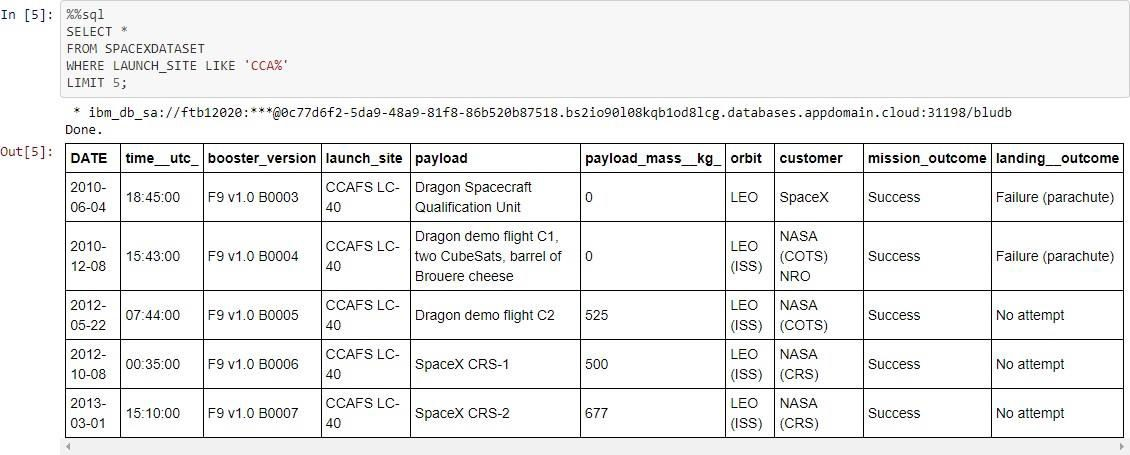 In [5]: %%sql
SELECT *
FROM SPACEXDATASET
WHERE LAUNCH_SITE LIKE 'CCA%'
LIMIT 5;
* ibm_db_sa://ftb12020:***@0c77d6f2-5da9-48a9-81f8-86b520b87518.bs2io90l08kqb1od8lcg.databases.appdomain.cloud:31198/bludb
Done.
Out[5]:
DATE time__utc_ booster_version launch_site payload payload_mass__kg_ orbit customer mission_outcome landing__outcome
2010-06-04 18:45:00 F9 v1.0 B0003 CCAFS LC-40 Dragon Spacecraft Qualification Unit 0 LEO SpaceX Success Failure (parachute)
2010-12-08 15:43:00 F9 v1.0 B0004 CCAFS LC-40 Dragon demo flight C1, two CubeSats, barrel of Brouere cheese 0 LEO (ISS) NASA (COTS) NRO Success Failure (parachute)
2012-05-22 07:44:00 F9 v1.0 B0005 CCAFS LC-40 Dragon demo flight C2 525 LEO (ISS) NASA (COTS) Success No attempt
2012-10-08 00:35:00 F9 v1.0 B0006 CCAFS LC-40 SpaceX CRS-1 500 LEO (ISS) NASA (CRS) Success No attempt
2013-03-01 15:10:00 F9 v1.0 B0007 CCAFS LC-40 SpaceX CRS-2 677 LEO (ISS) NASA (CRS) Success No attempt